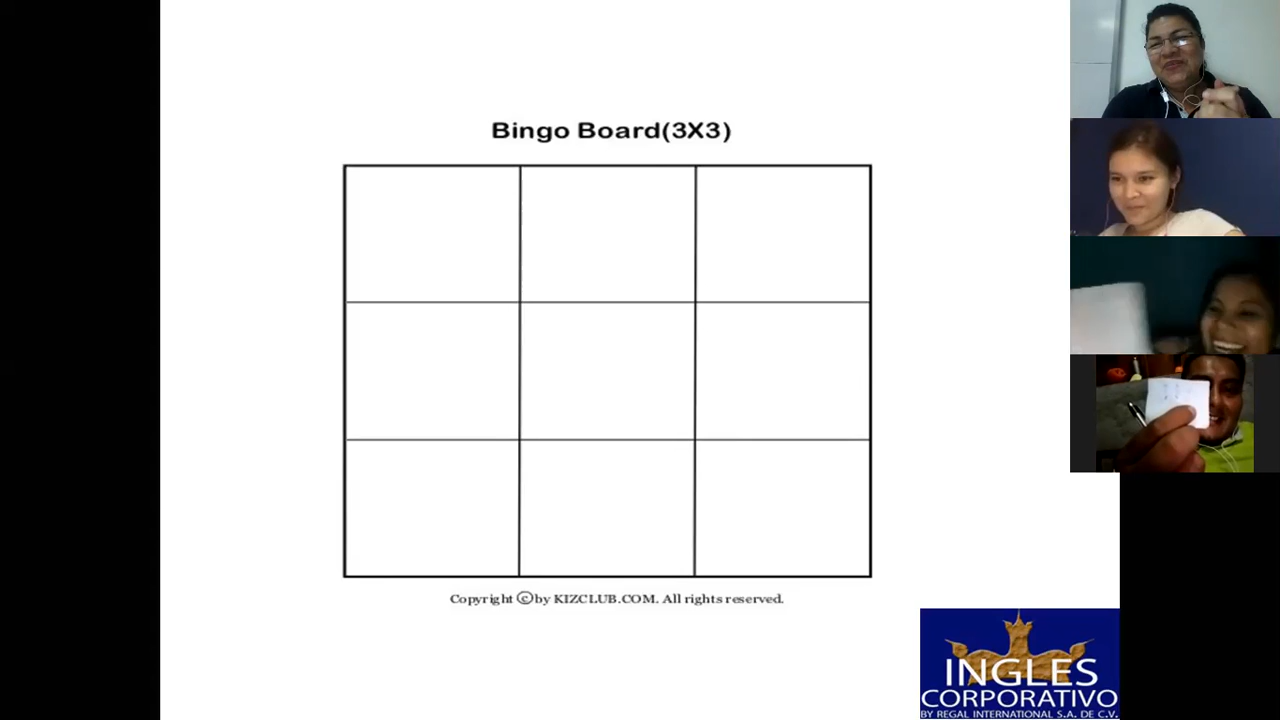 Bingo Board(3X3)
Copyright ©by KIZCLUB.COM. All rights reserved.
INGLES
CORPORATIVO
BY REGAL INTERNATIONAL S.A. DE C.V.